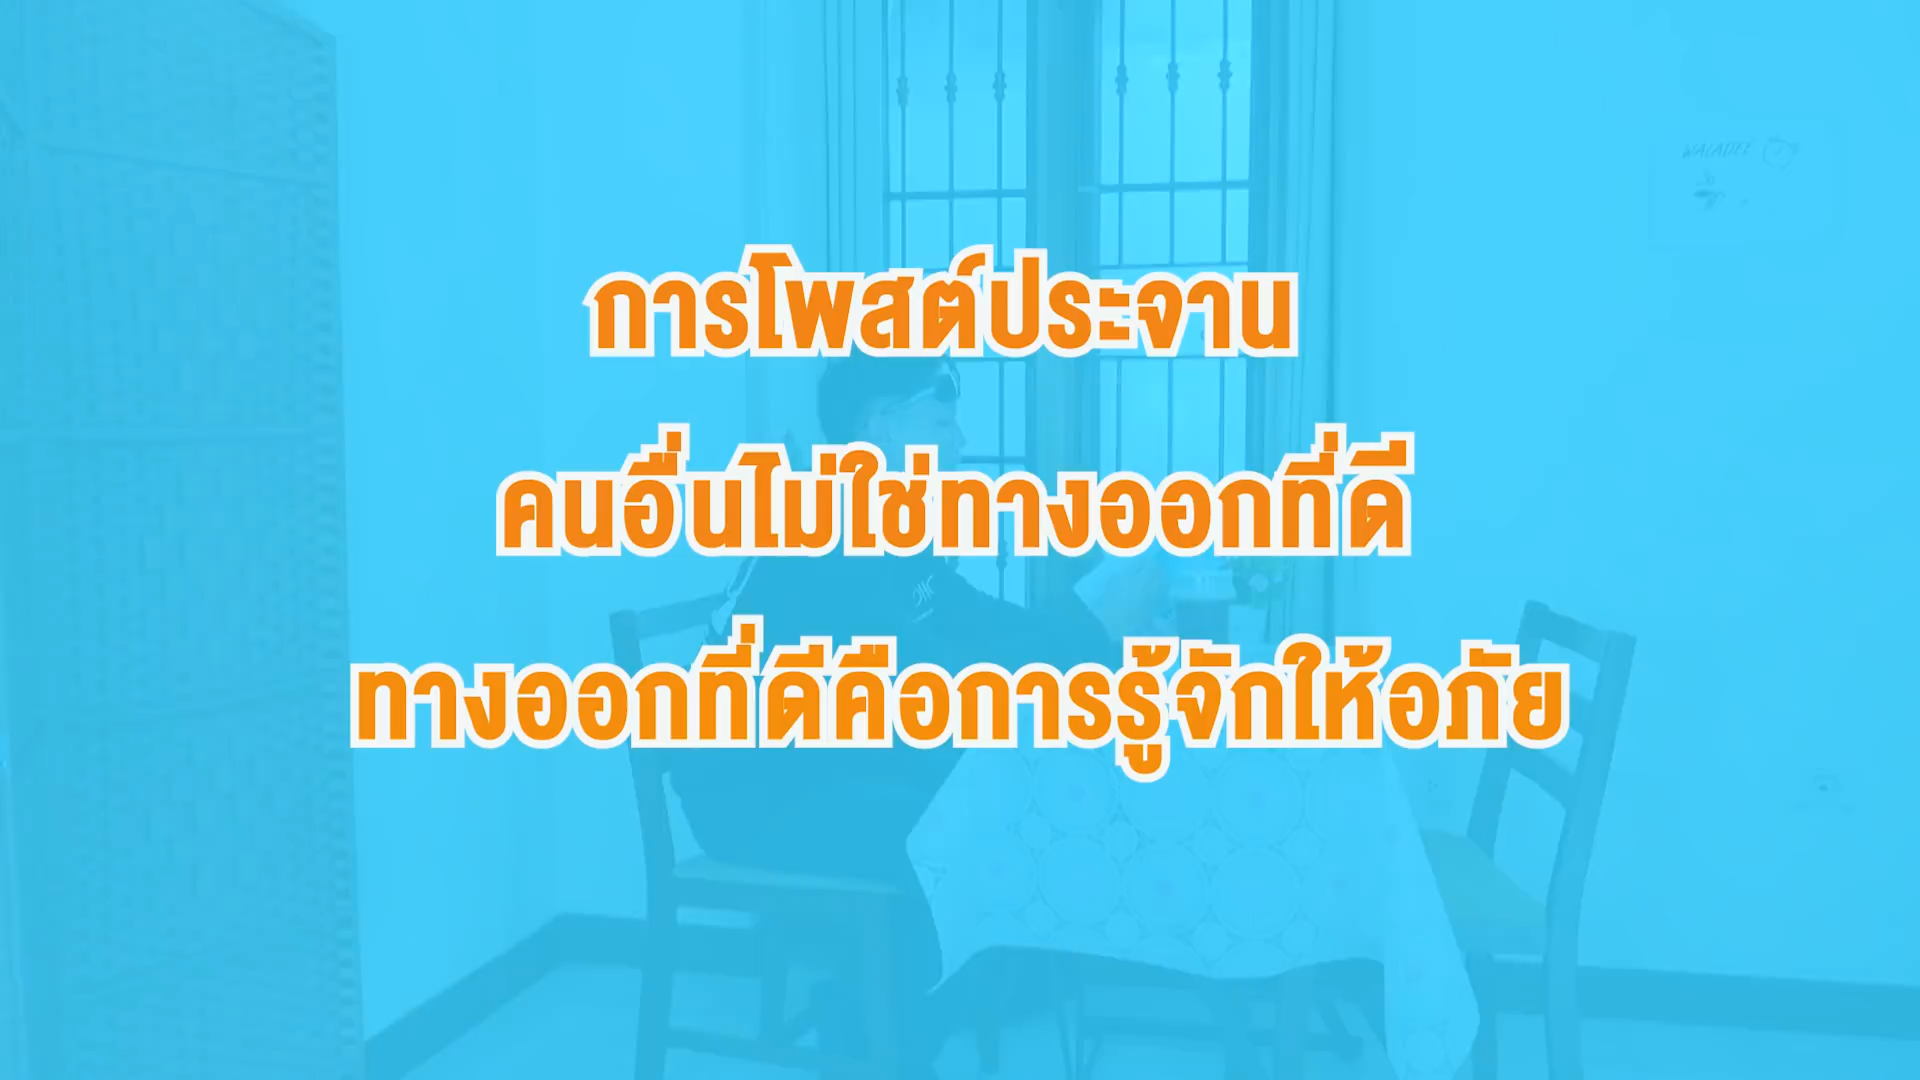 การโพสต์ประจาน
คนอื่นไม่ใช่ทางออกที่ดี
ทางออกที่ดีคือการรู้จักให้อภัย